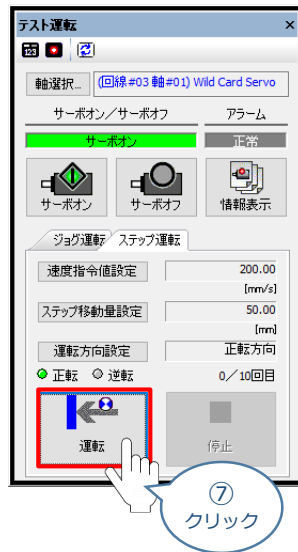 テスト運転 ×
123
軸選択... (回線#03 軸#01) Wild Card Servo
サーボオン／サーボオフ アラーム
サーボオン 正常
サーボオン サーボオフ 情報表示
ジョグ運転 ステップ運転
速度指令値設定 200.00
[mm/s]
ステップ移動量設定 50.00
[mm]
運転方向設定 正転方向
正転 逆転 0／10回目
運転 停止
⑦
クリック